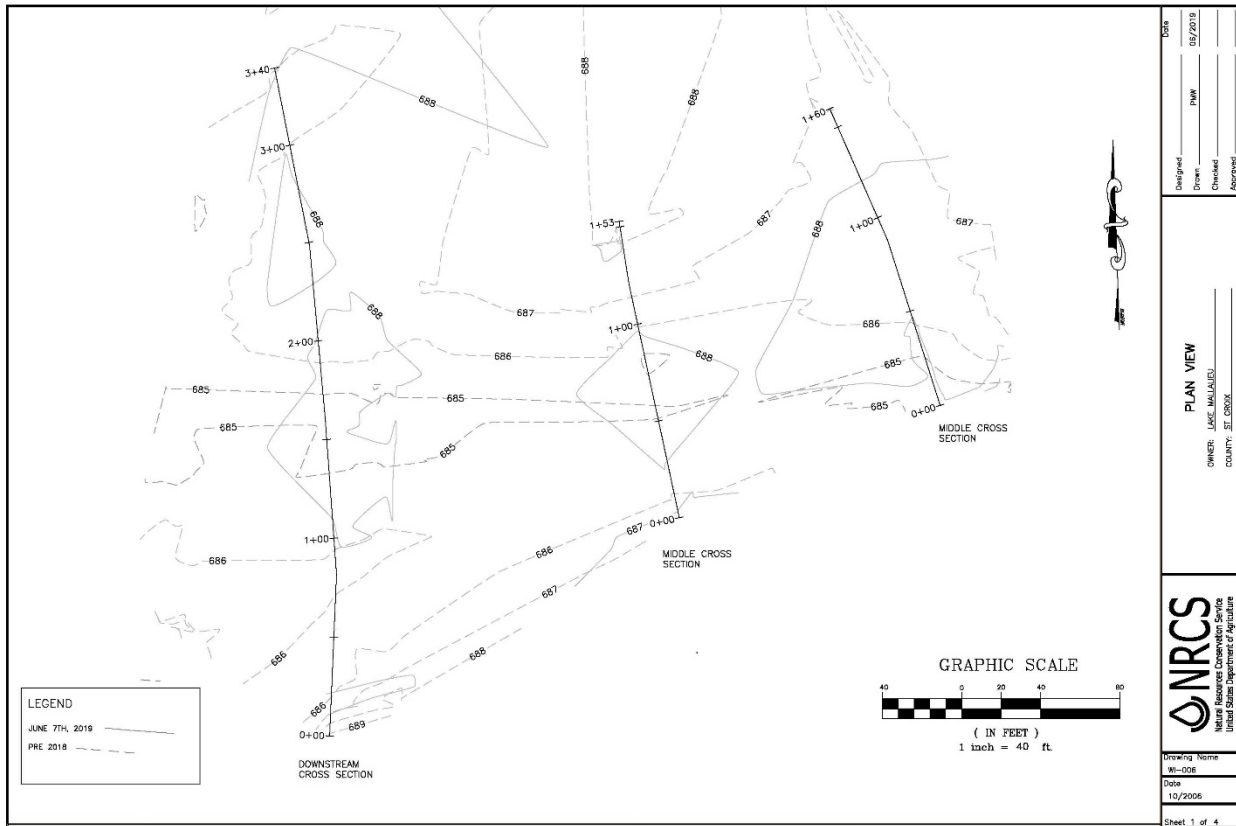 3+40
688
688
688
3+00
688
1+60
687
688
1+00
687
1+53
688
687
2+00
686
1+00
686
688
685
685
685
685
0+00
685
685
MIDDLE CROSS
SECTION
1+00
686
686
687
0+00
MIDDLE CROSS
SECTION
687
688
686
686
689
0+00
DOWNSTREAM
CROSS SECTION
LEGEND
JUNE 7TH, 2019
PRE 2018
GRAPHIC SCALE
40 0 20 40 80
( IN FEET )
1 inch = 40 ft.
Date
06/2019
Designed
Drawn PMW
Checked
Approved
PLAN VIEW
OWNER: LAKE MALALIEU
COUNTY: ST CROIX
NRCS
Natural Resources Conservation Service
United States Department of Agriculture
Drawing Name
WI-006
Date
10/2006
Sheet 1 of 4